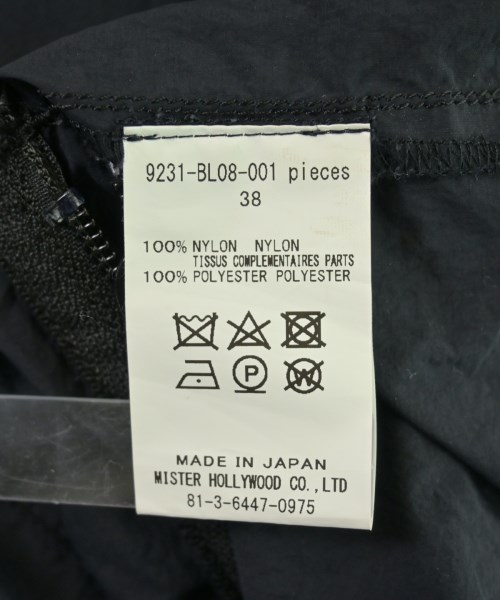 9231-BL08-001 pieces
38
100% NYLON NYLON
TISSUS COMPLEMENTAIRES PARTS
100% POLYESTER POLYESTER
P
W
MADE IN JAPAN
MISTER HOLLYWOOD CO.,LTD
81-3-6447-0975